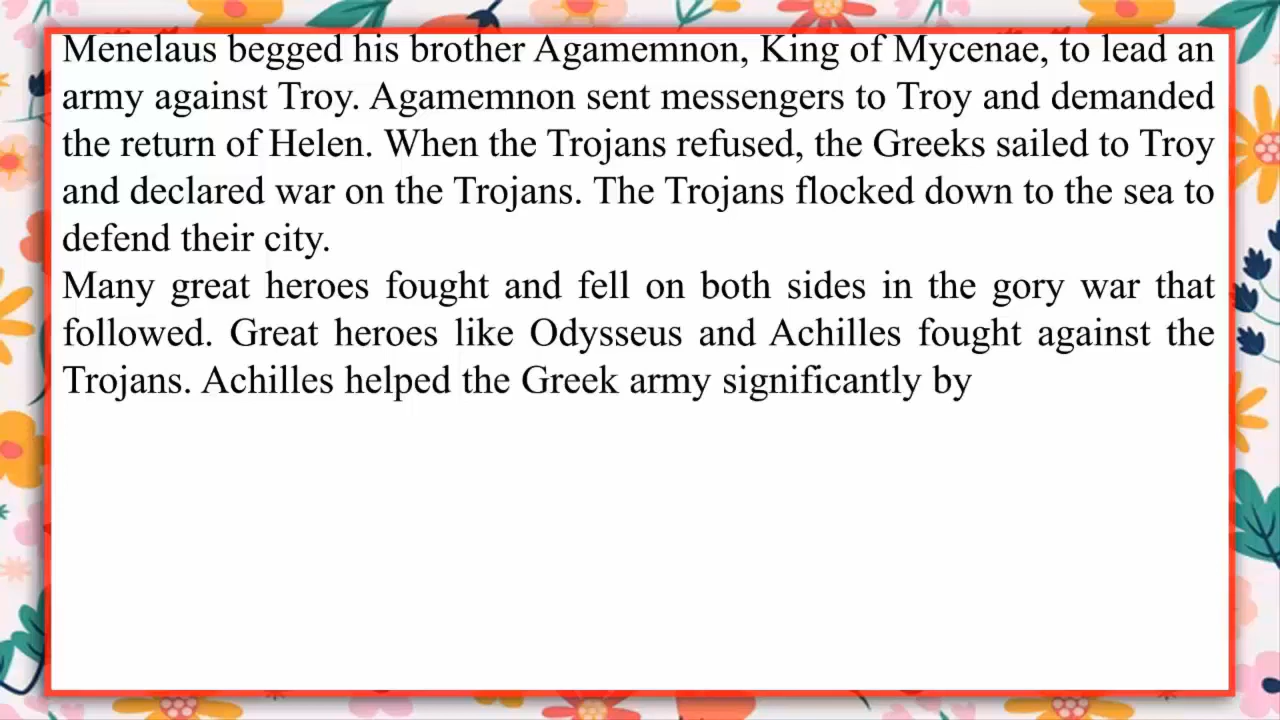 Menelaus begged his brother Agamemnon, King of Mycenae, to lead an
army against Troy. Agamemnon sent messengers to Troy and demanded
the return of Helen. When the Trojans refused, the Greeks sailed to Troy
and declared war on the Trojans. The Trojans flocked down to the sea to
defend their city.
Many great heroes fought and fell on both sides in the gory war that
followed. Great heroes like Odysseus and Achilles fought against the
Trojans. Achilles helped the Greek army significantly by